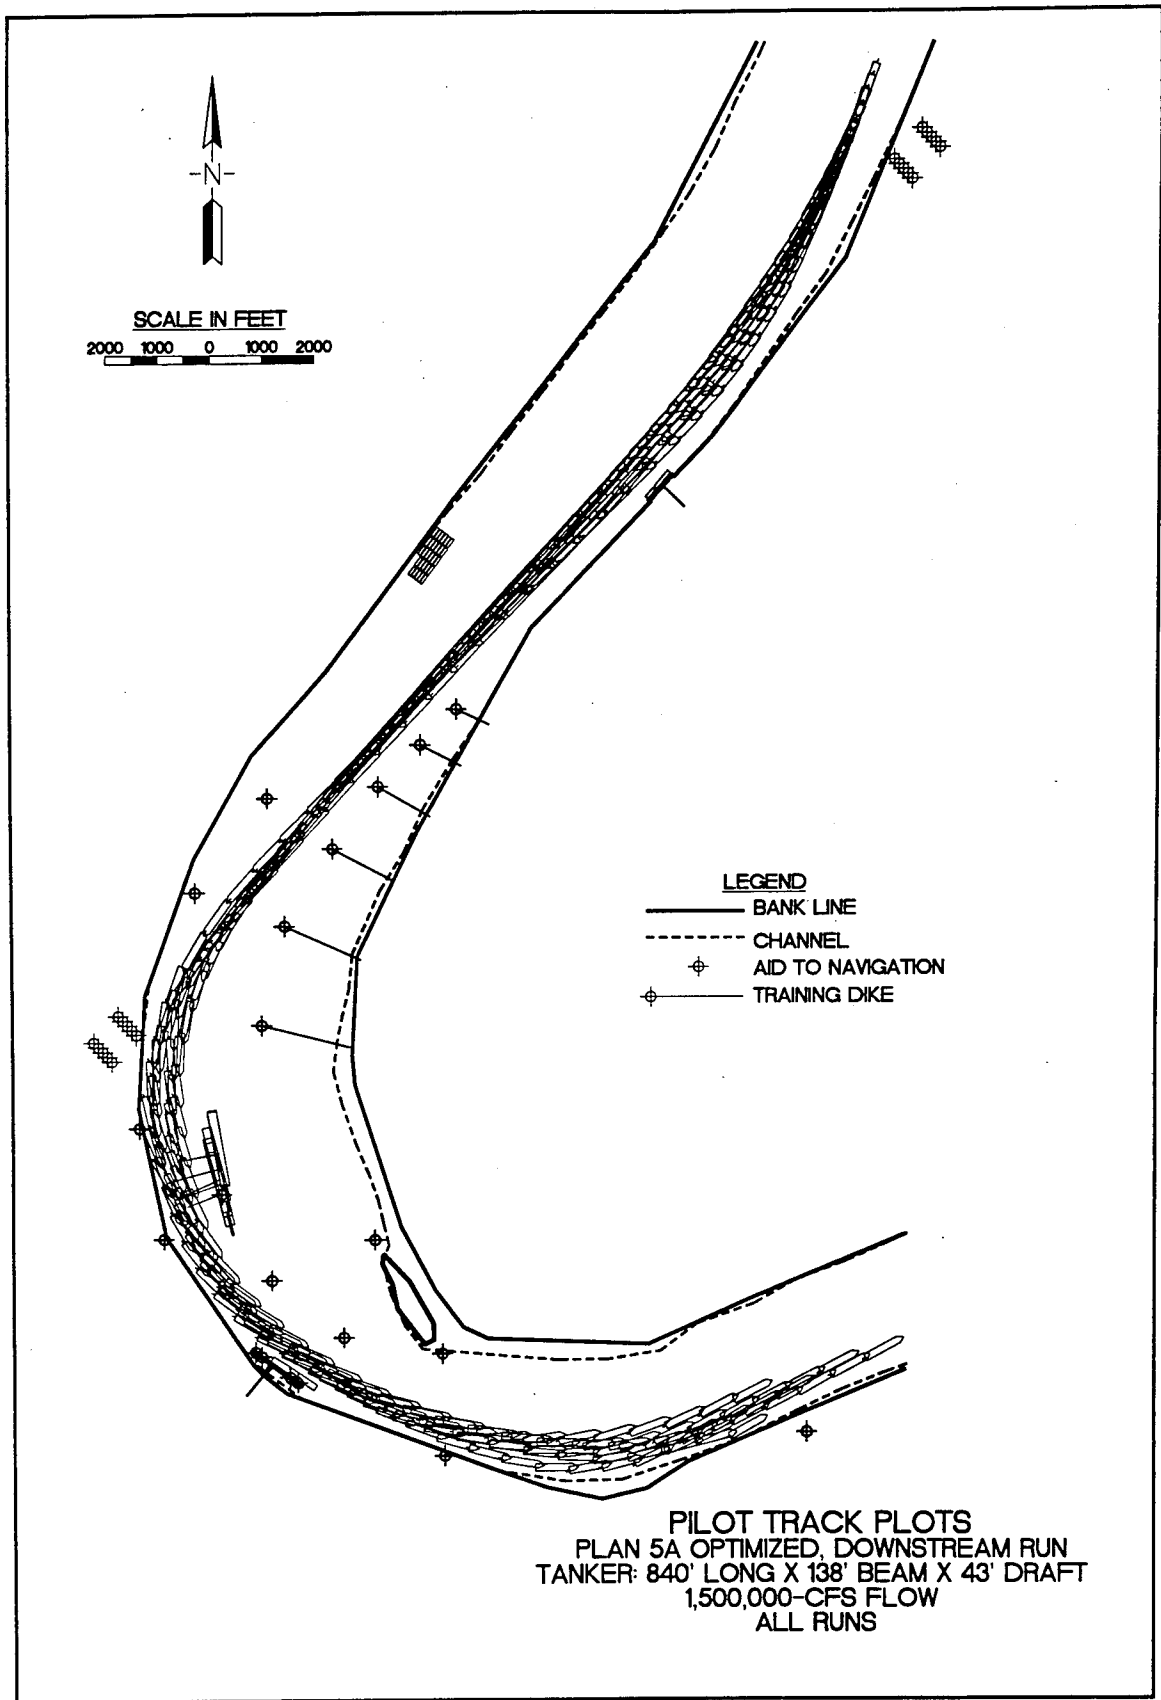 -N-
SCALE IN FEET
2000 1000 0 1000 2000
LEGEND
BANK LINE
CHANNEL
AID TO NAVIGATION
TRAINING DIKE
PILOT TRACK PLOTS
PLAN 5A OPTIMIZED, DOWNSTREAM RUN
TANKER: 840' LONG X 138' BEAM X 43' DRAFT
1,500,000-CFS FLOW
ALL RUNS